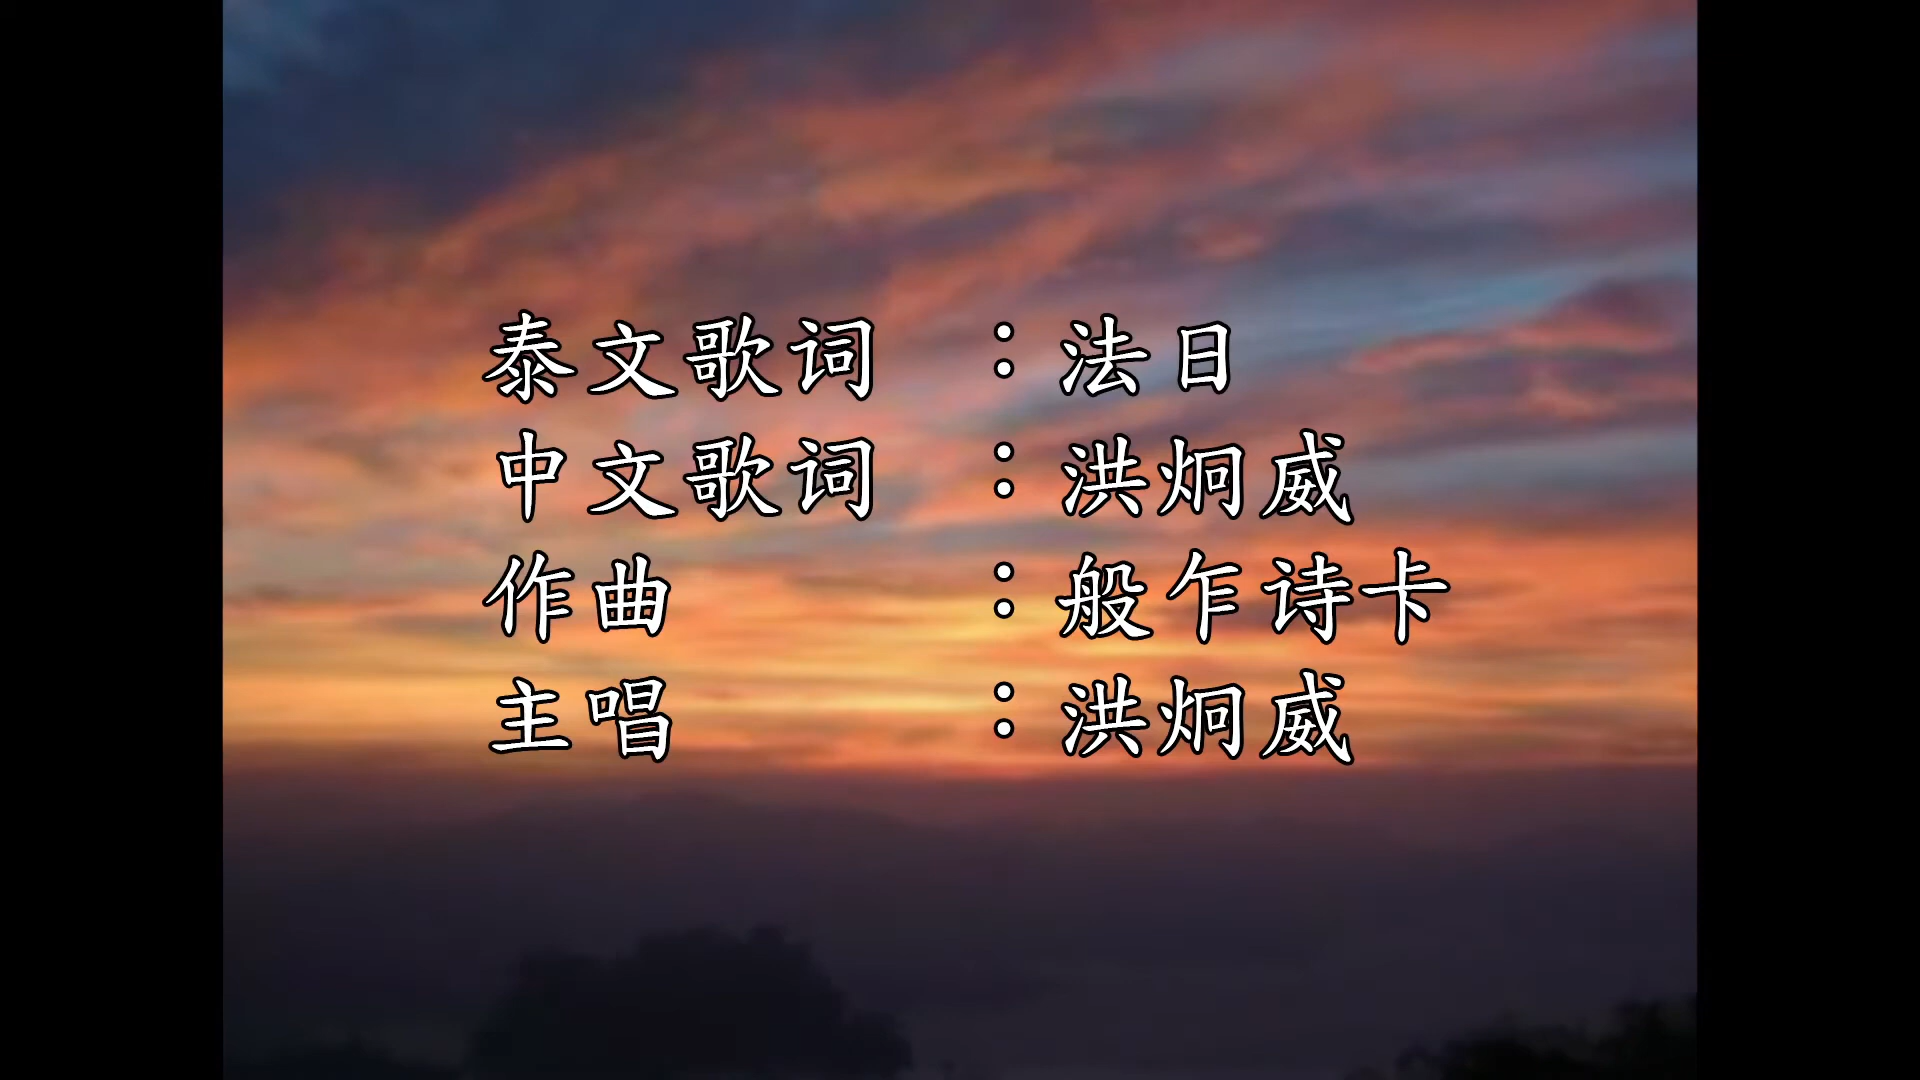 泰文歌词　：法日
中文歌词　：洪炯威
作曲　　　：般乍诗卡
主唱　　　：洪炯威